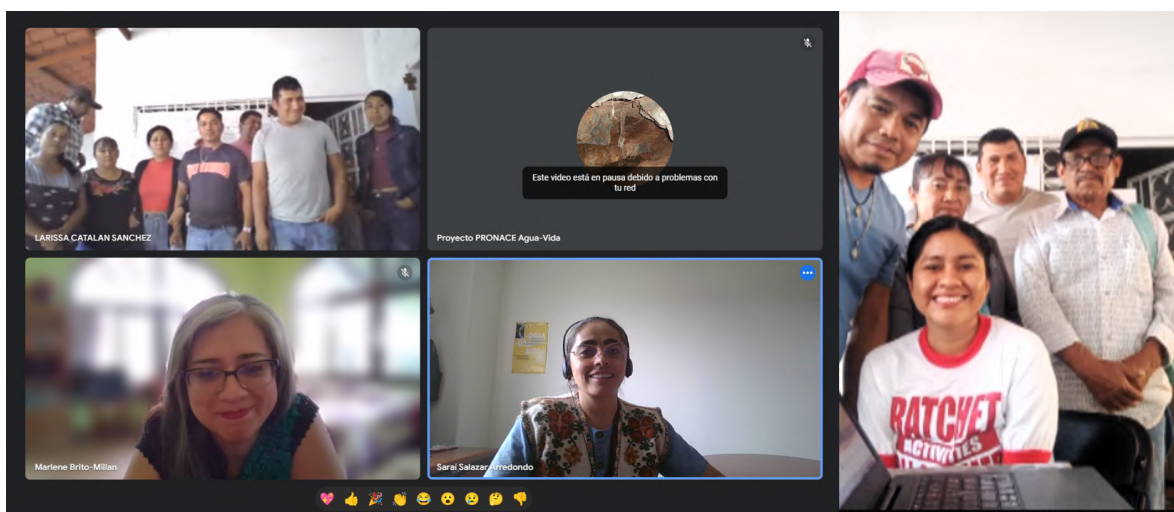 LARISSA CATALAN SANCHEZ
Este video está en pausa debido a problemas con
tu red
Proyecto PRONACE Agua-Vida
Marlene Brito-Millan
Saraí Salazar Arredondo
RATCHET
ACTIVITIES